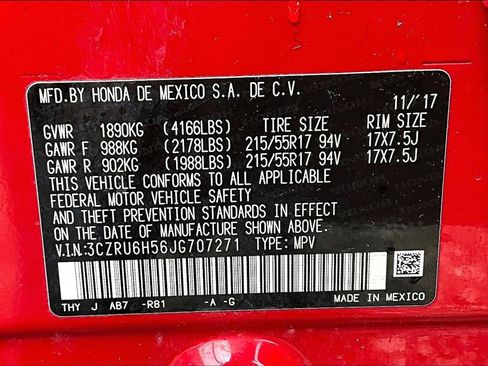 MFD.BY HONDA DE MEXICO S.A. DE C.V.
11/'17
GVWR 1890KG (4166LBS) TIRE SIZE RIM SIZE
GAWR F 988KG (2178LBS) 215/55R17 94V 17X7.5J
GAWR R 902KG (1988LBS) 215/55R17 94V 17X7.5J
THIS VEHICLE CONFORMS TO ALL APPLICABLE
FEDERAL MOTOR VEHICLE SAFETY
AND THEFT PREVENTION STANDARDS IN EFFECT
ON THE DATE OF MANUFACTURE SHOWN ABOVE.
V.I.N:3CZRU6H56JG707271 TYPE: MPV
THY J AB7 -R81 -A -G
MADE IN MEXICO